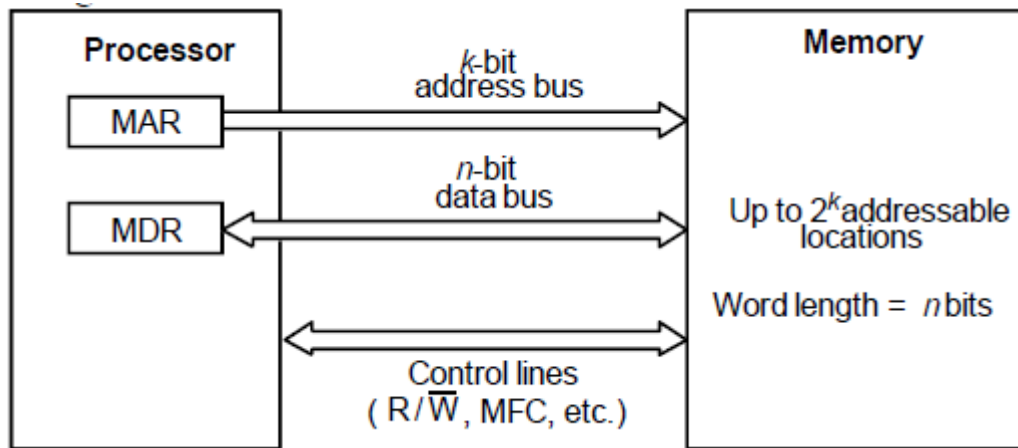 Processor
Memory
k-bit
address bus
MAR
n-bit
data bus
MDR
Up to 2ᵏ addressable
locations
Word length = n bits
Control lines
( R/W̅, MFC, etc.)